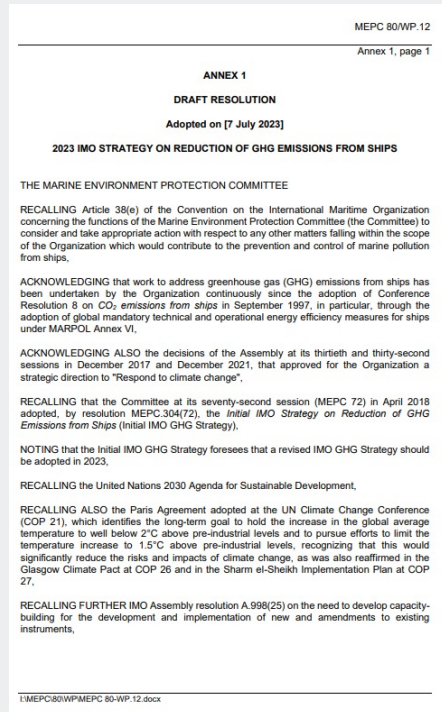 MEPC 80/WP.12
Annex 1, page 1
ANNEX 1
DRAFT RESOLUTION
Adopted on [7 July 2023]
2023 IMO STRATEGY ON REDUCTION OF GHG EMISSIONS FROM SHIPS
THE MARINE ENVIRONMENT PROTECTION COMMITTEE
RECALLING Article 38(e) of the Convention on the International Maritime Organization
concerning the functions of the Marine Environment Protection Committee (the Committee) to
consider and take appropriate action with respect to any other matters falling within the scope
of the Organization which would contribute to the prevention and control of marine pollution
from ships,
ACKNOWLEDGING that work to address greenhouse gas (GHG) emissions from ships has
been undertaken by the Organization continuously since the adoption of Conference
Resolution 8 on CO₂ emissions from ships in September 1997, in particular, through the
adoption of global mandatory technical and operational energy efficiency measures for ships
under MARPOL Annex VI,
ACKNOWLEDGING ALSO the decisions of the Assembly at its thirtieth and thirty-second
sessions in December 2017 and December 2021, that approved for the Organization a
strategic direction to "Respond to climate change",
RECALLING that the Committee at its seventy-second session (MEPC 72) in April 2018
adopted, by resolution MEPC.304(72), the Initial IMO Strategy on Reduction of GHG
Emissions from Ships (Initial IMO GHG Strategy),
NOTING that the Initial IMO GHG Strategy foresees that a revised IMO GHG Strategy should
be adopted in 2023,
RECALLING the United Nations 2030 Agenda for Sustainable Development,
RECALLING ALSO the Paris Agreement adopted at the UN Climate Change Conference
(COP 21), which identifies the long-term goal to hold the increase in the global average
temperature to well below 2°C above pre-industrial levels and to pursue efforts to limit the
temperature increase to 1.5°C above pre-industrial levels, recognizing that this would
significantly reduce the risks and impacts of climate change, as was also reaffirmed in the
Glasgow Climate Pact at COP 26 and in the Sharm el-Sheikh Implementation Plan at COP
27,
RECALLING FURTHER IMO Assembly resolution A.998(25) on the need to develop capacity-
building for the development and implementation of new and amendments to existing
instruments,
I:\MEPC\80\WP\MEPC 80-WP.12.docx